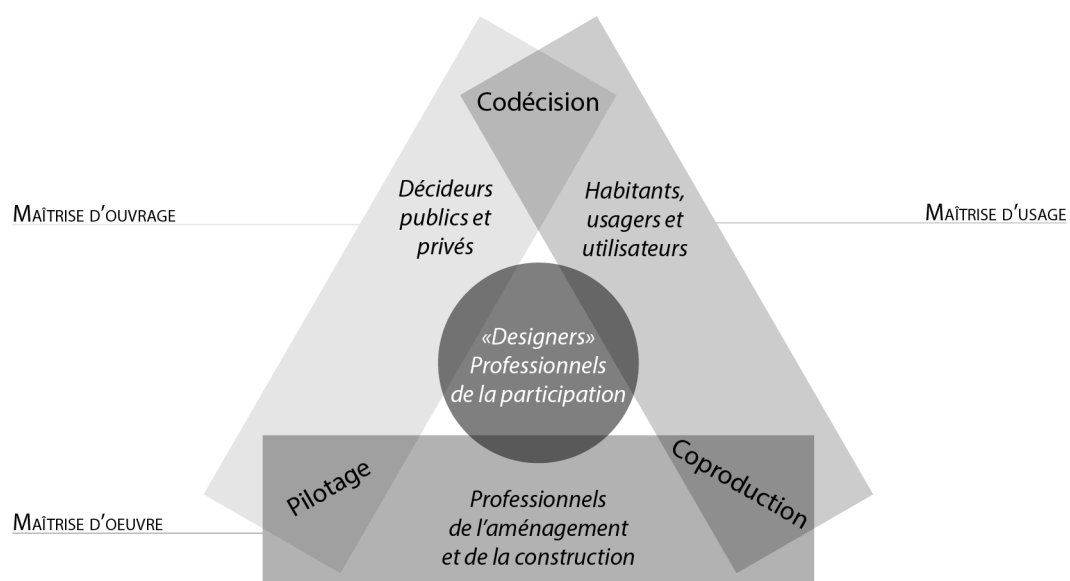 Codécision
Décideurs
publics et
privés
Habitants,
usagers et
utilisateurs
MAÎTRISE D’OUVRAGE
MAÎTRISE D’USAGE
«Designers»
Professionnels
de la participation
Pilotage
Coproduction
Professionnels
de l’aménagement
et de la construction
MAÎTRISE D’OEUVRE